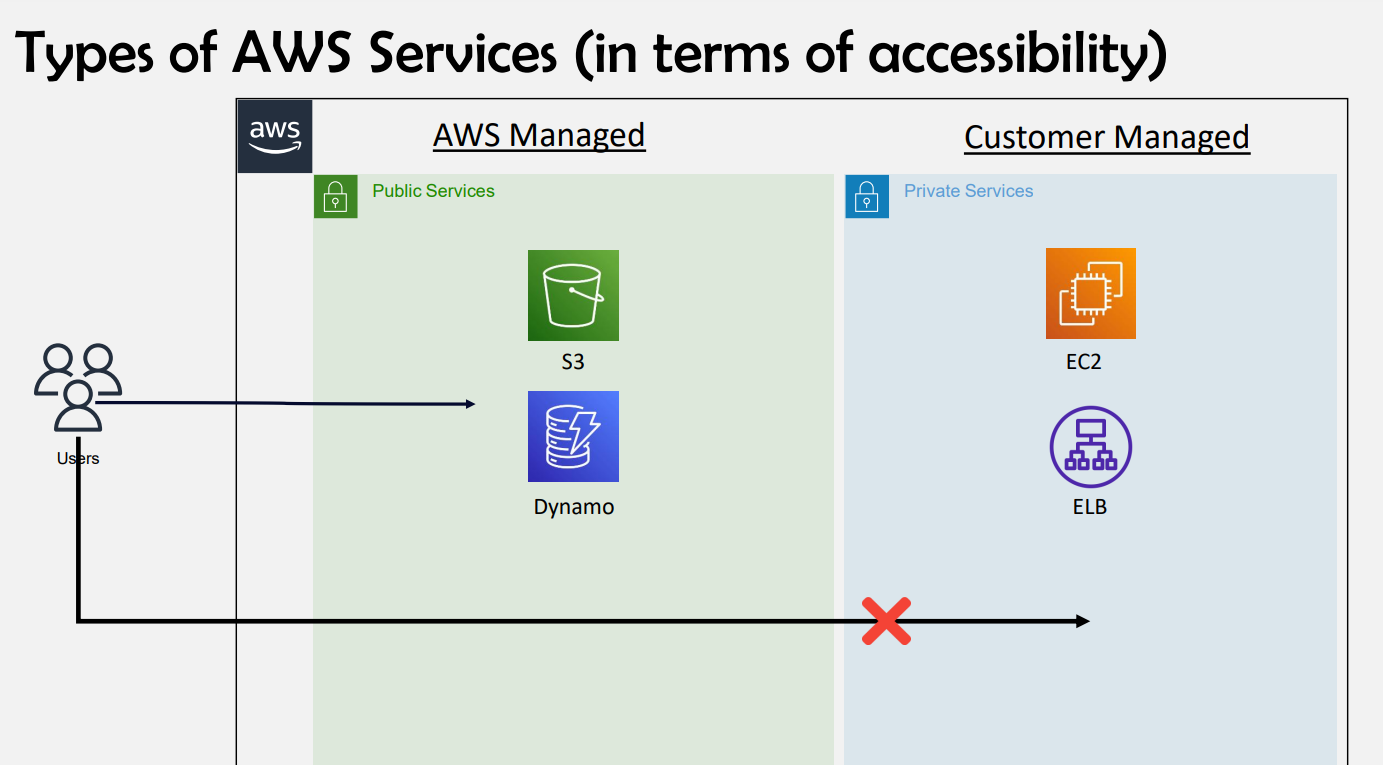 Types of AWS Services (in terms of accessibility)
aws
AWS Managed
Customer Managed
Public Services
Private Services
S3
EC2
Users
Dynamo
ELB